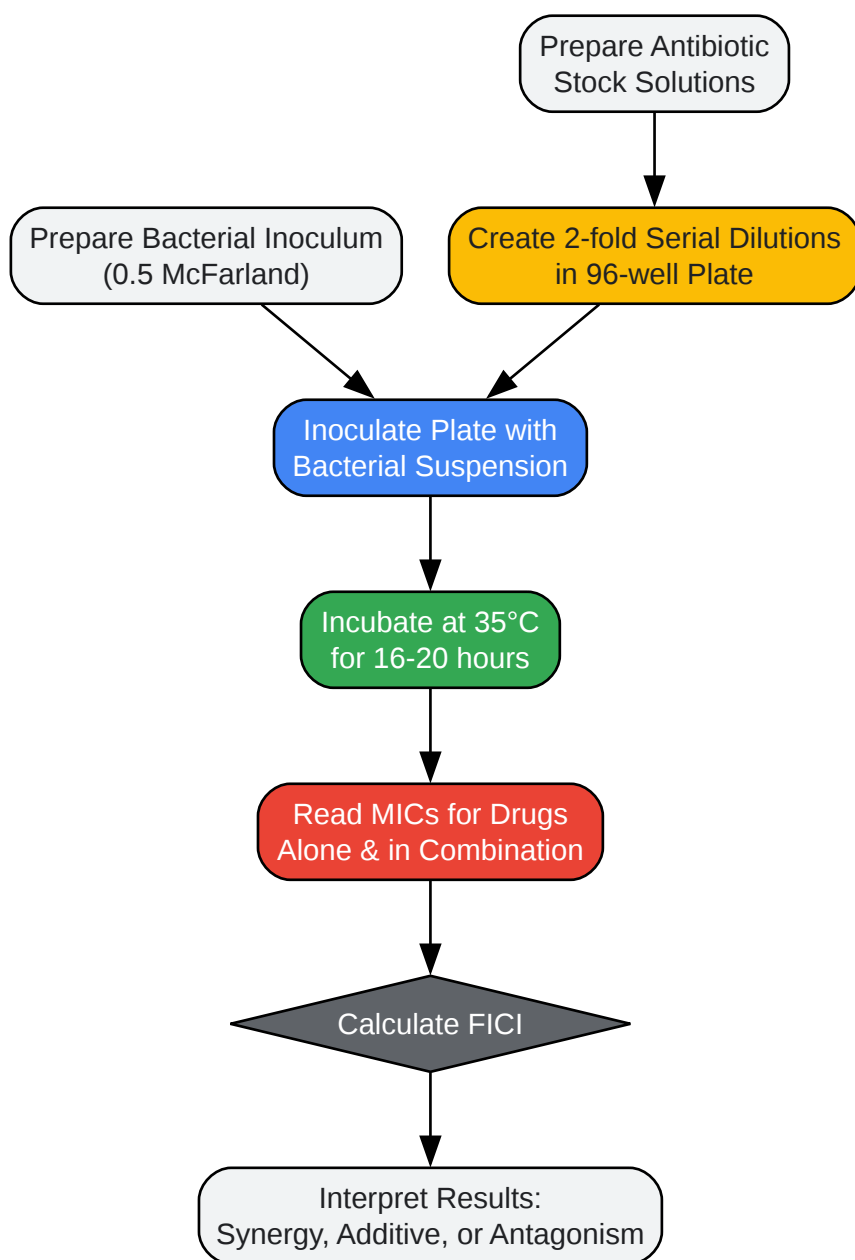 Prepare Antibiotic
Stock Solutions
Prepare Bacterial Inoculum
(0.5 McFarland)
Create 2-fold Serial Dilutions
in 96-well Plate
Inoculate Plate with
Bacterial Suspension
Incubate at 35°C
for 16-20 hours
Read MICs for Drugs
Alone & in Combination
Calculate FICI
Interpret Results:
Synergy, Additive, or Antagonism